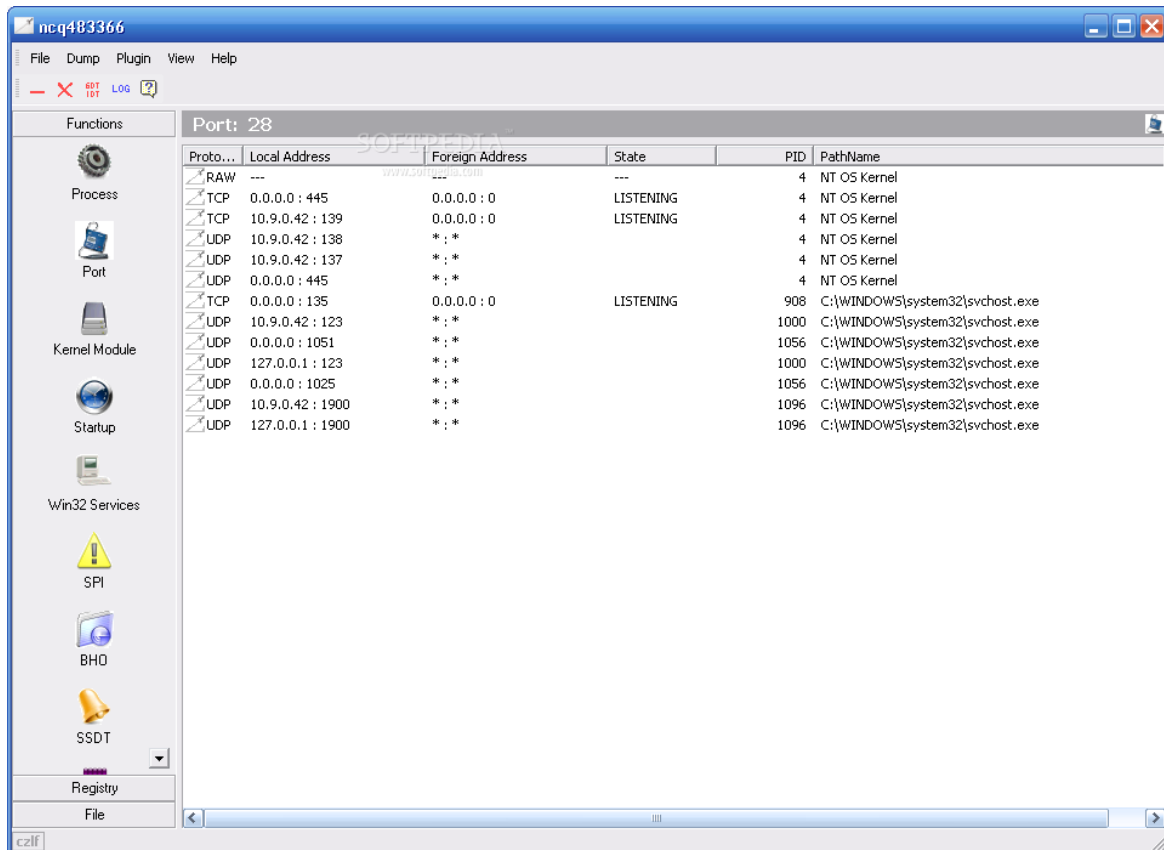 ncq483366
File Dump Plugin View Help
GDT IDT LOG ?
Functions
Port: 28
SOFTPEDIA
www.softpedia.com
Proto... Local Address Foreign Address State PID PathName
RAW --- --- --- 4 NT OS Kernel
TCP 0.0.0.0 : 445 0.0.0.0 : 0 LISTENING 4 NT OS Kernel
TCP 10.9.0.42 : 139 0.0.0.0 : 0 LISTENING 4 NT OS Kernel
UDP 10.9.0.42 : 138 * : * 4 NT OS Kernel
UDP 10.9.0.42 : 137 * : * 4 NT OS Kernel
UDP 0.0.0.0 : 445 * : * 4 NT OS Kernel
TCP 0.0.0.0 : 135 0.0.0.0 : 0 LISTENING 908 C:\WINDOWS\system32\svchost.exe
UDP 10.9.0.42 : 123 * : * 1000 C:\WINDOWS\system32\svchost.exe
UDP 0.0.0.0 : 1051 * : * 1056 C:\WINDOWS\system32\svchost.exe
UDP 127.0.0.1 : 123 * : * 1000 C:\WINDOWS\system32\svchost.exe
UDP 0.0.0.0 : 1025 * : * 1056 C:\WINDOWS\system32\svchost.exe
UDP 10.9.0.42 : 1900 * : * 1096 C:\WINDOWS\system32\svchost.exe
UDP 127.0.0.1 : 1900 * : * 1096 C:\WINDOWS\system32\svchost.exe
Process
Port
Kernel Module
Startup
Win32 Services
SPI
BHO
SSDT
Registry
File
czlf